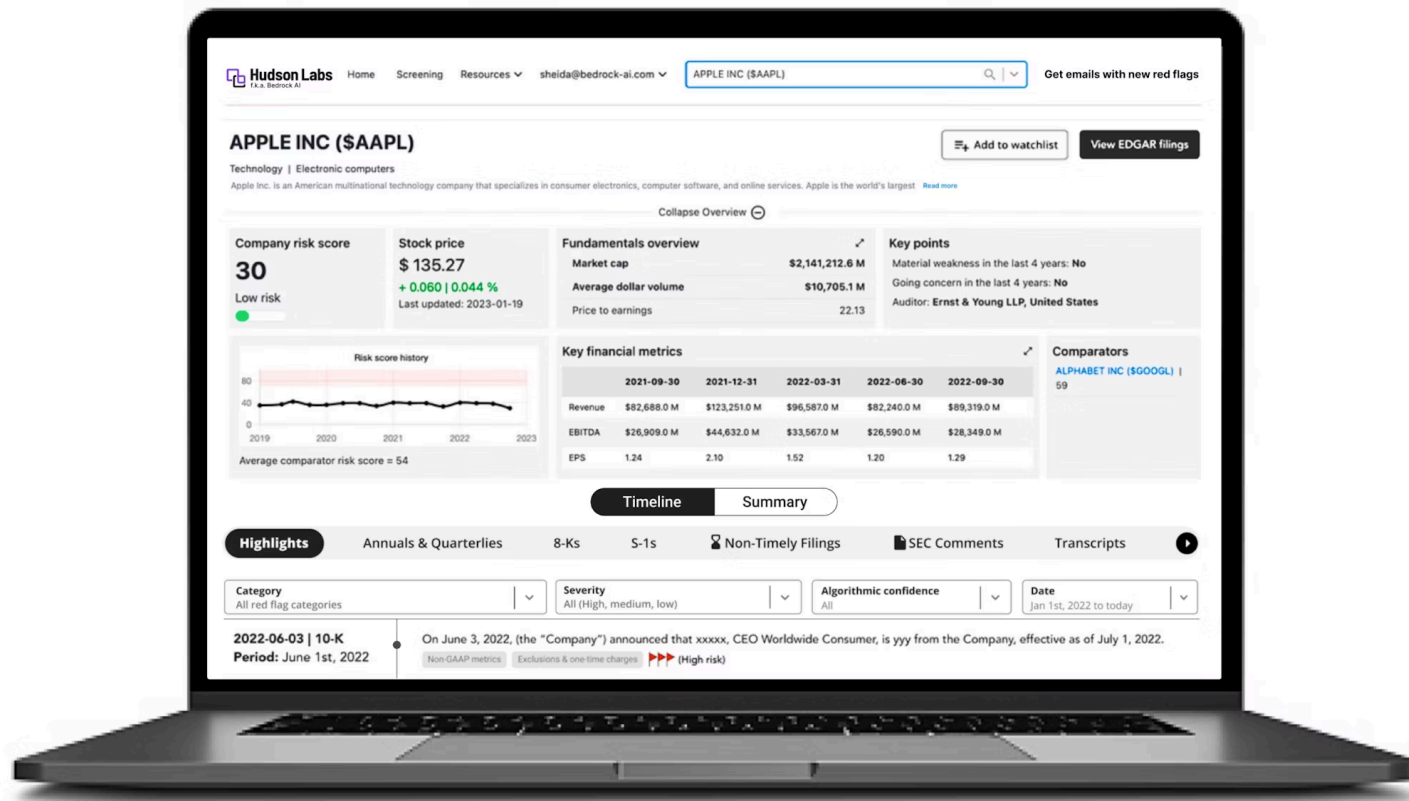 Hudson Labs
f.k.a. Bedrock AI
Home Screening Resources sheida@bedrock-ai.com APPLE INC ($AAPL) Get emails with new red flags
APPLE INC ($AAPL)
Add to watchlist View EDGAR filings
Technology | Electronic computers
Apple Inc. is an American multinational technology company that specializes in consumer electronics, computer software, and online services. Apple is the world's largest Read more
Collapse Overview
Company risk score
30
Low risk
Stock price
$ 135.27
+ 0.060 | 0.044 %
Last updated: 2023-01-19
Fundamentals overview
Market cap $2,141,212.6 M
Average dollar volume $10,705.1 M
Price to earnings 22.13
Key points
Material weakness in the last 4 years: No
Going concern in the last 4 years: No
Auditor: Ernst & Young LLP, United States
Risk score history
80
40
0
2019 2020 2021 2022 2023
Average comparator risk score = 54
Key financial metrics
2021-09-30 2021-12-31 2022-03-31 2022-06-30 2022-09-30
Revenue $82,688.0 M $123,251.0 M $96,587.0 M $82,240.0 M $89,319.0 M
EBITDA $26,909.0 M $44,632.0 M $33,567.0 M $26,590.0 M $28,349.0 M
EPS 1.24 2.10 1.52 1.20 1.29
Comparators
ALPHABET INC ($GOOGL) |
59
Timeline Summary
Highlights Annuals & Quarterlies 8-Ks S-1s Non-Timely Filings SEC Comments Transcripts
Category
All red flag categories
Severity
All (High, medium, low)
Algorithmic confidence
All
Date
Jan 1st, 2022 to today
2022-06-03 | 10-K
Period: June 1st, 2022
On June 3, 2022, (the “Company”) announced that xxxxx, CEO Worldwide Consumer, is yyy from the Company, effective as of July 1, 2022.
Non-GAAP metrics Exclusions & one-time charges (High risk)